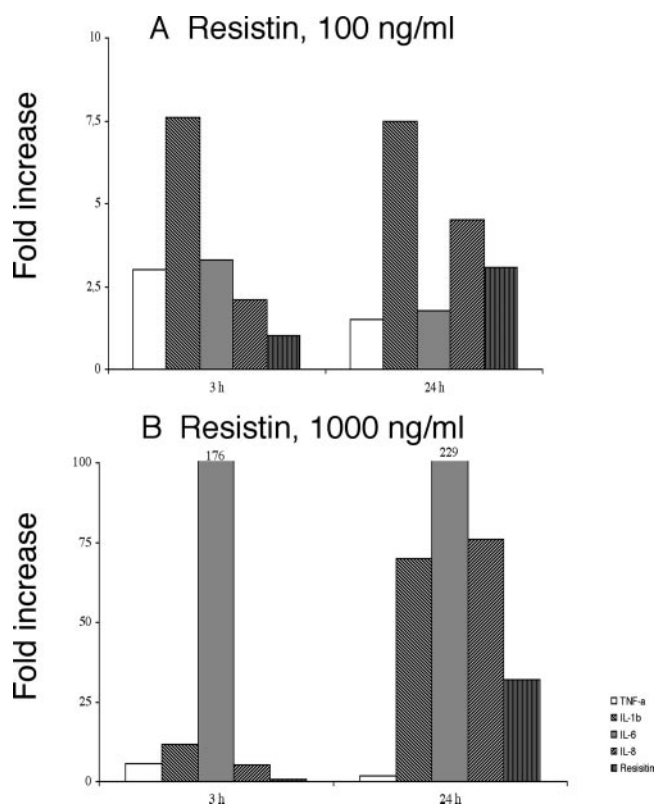 A Resistin, 100 ng/ml
Fold increase
10
7,5
5
2,5
0
3 h
24 h
B Resistin, 1000 ng/ml
Fold increase
176
229
100
75
50
25
0
3 h
24 h
TNF-a
IL-1b
IL-6
IL-8
Resisitin